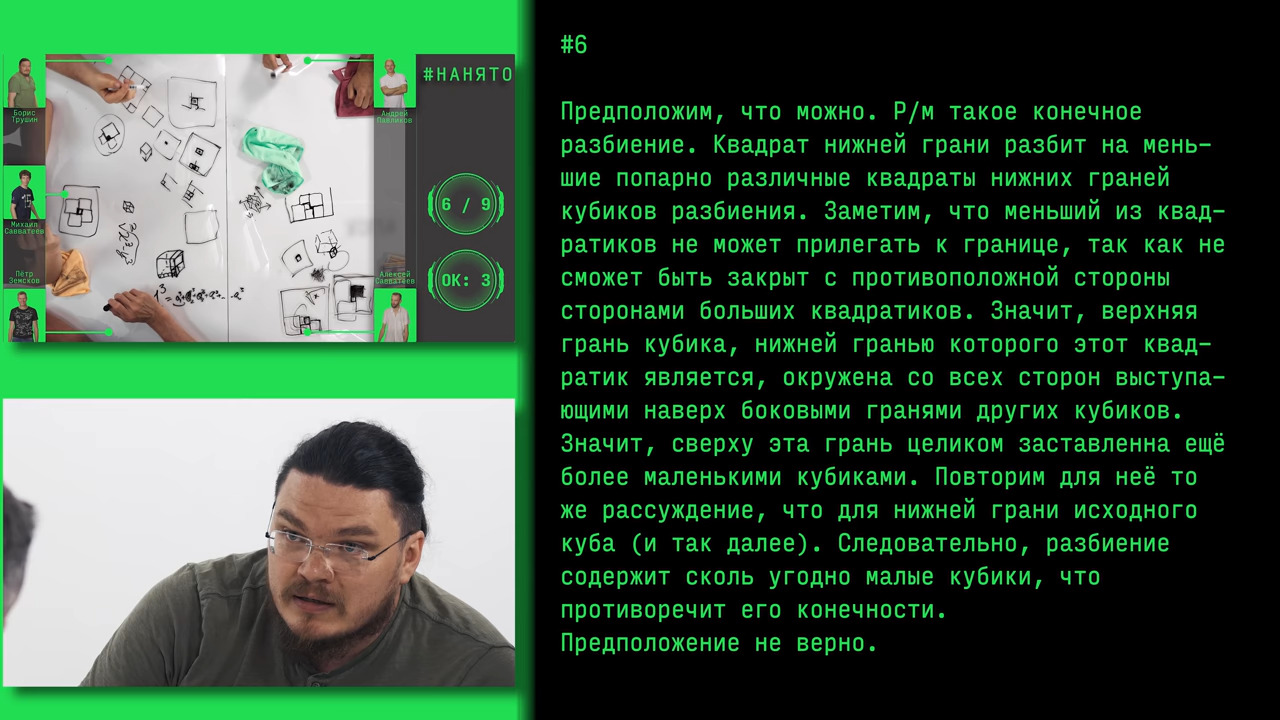 #6
Предположим, что можно. Р/м такое конечное
разбиение. Квадрат нижней грани разбит на мень-
шие попарно различные квадраты нижних граней
кубиков разбиения. Заметим, что меньший из квад-
ратиков не может прилегать к границе, так как не
сможет быть закрыт с противоположной стороны
сторонами больших квадратиков. Значит, верхняя
грань кубика, нижней гранью которого этот квад-
ратик является, окружена со всех сторон выступа-
ющими наверх боковыми гранями других кубиков.
Значит, сверху эта грань целиком заставленна ещё
более маленькими кубиками. Повторим для неё то
же рассуждение, что для нижней грани исходного
куба (и так далее). Следовательно, разбиение
содержит сколь угодно малые кубики, что
противоречит его конечности.
Предположение не верно.
#НАНЯТО
6 / 9
OK: 3
Борис
Трушин
Андрей
Павликов
Михаил
Савватеев
Пётр
Земсков
Алексей
Савватеев